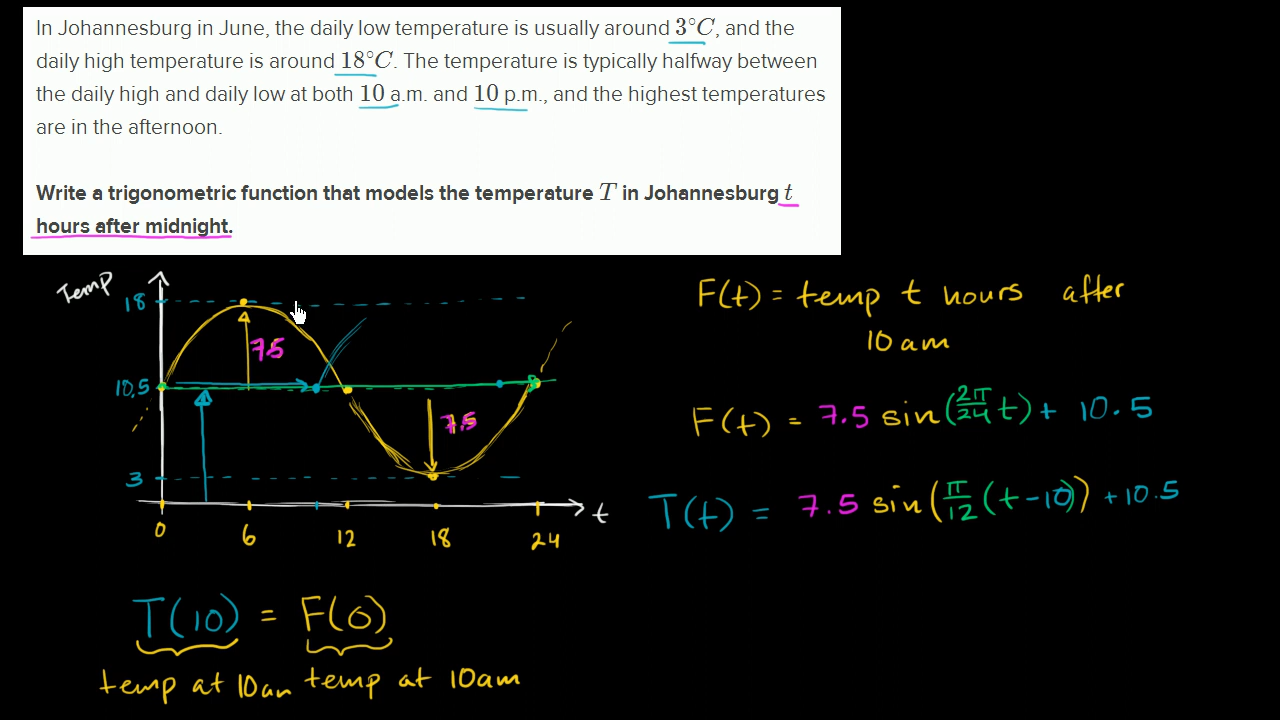 In Johannesburg in June, the daily low temperature is usually around 3°C, and the
daily high temperature is around 18°C. The temperature is typically halfway between
the daily high and daily low at both 10 a.m. and 10 p.m., and the highest temperatures
are in the afternoon.
Write a trigonometric function that models the temperature T in Johannesburg t
hours after midnight.
Temp
18
7.5
10.5
7.5
3
t
0 6 12 18 24
F(t) = temp t hours after
10 am
F(t) = 7.5 sin(2π/24 t) + 10.5
T(t) = 7.5 sin(π/12 (t-10)) + 10.5
T(10) = F(0)
temp at 10am temp at 10am